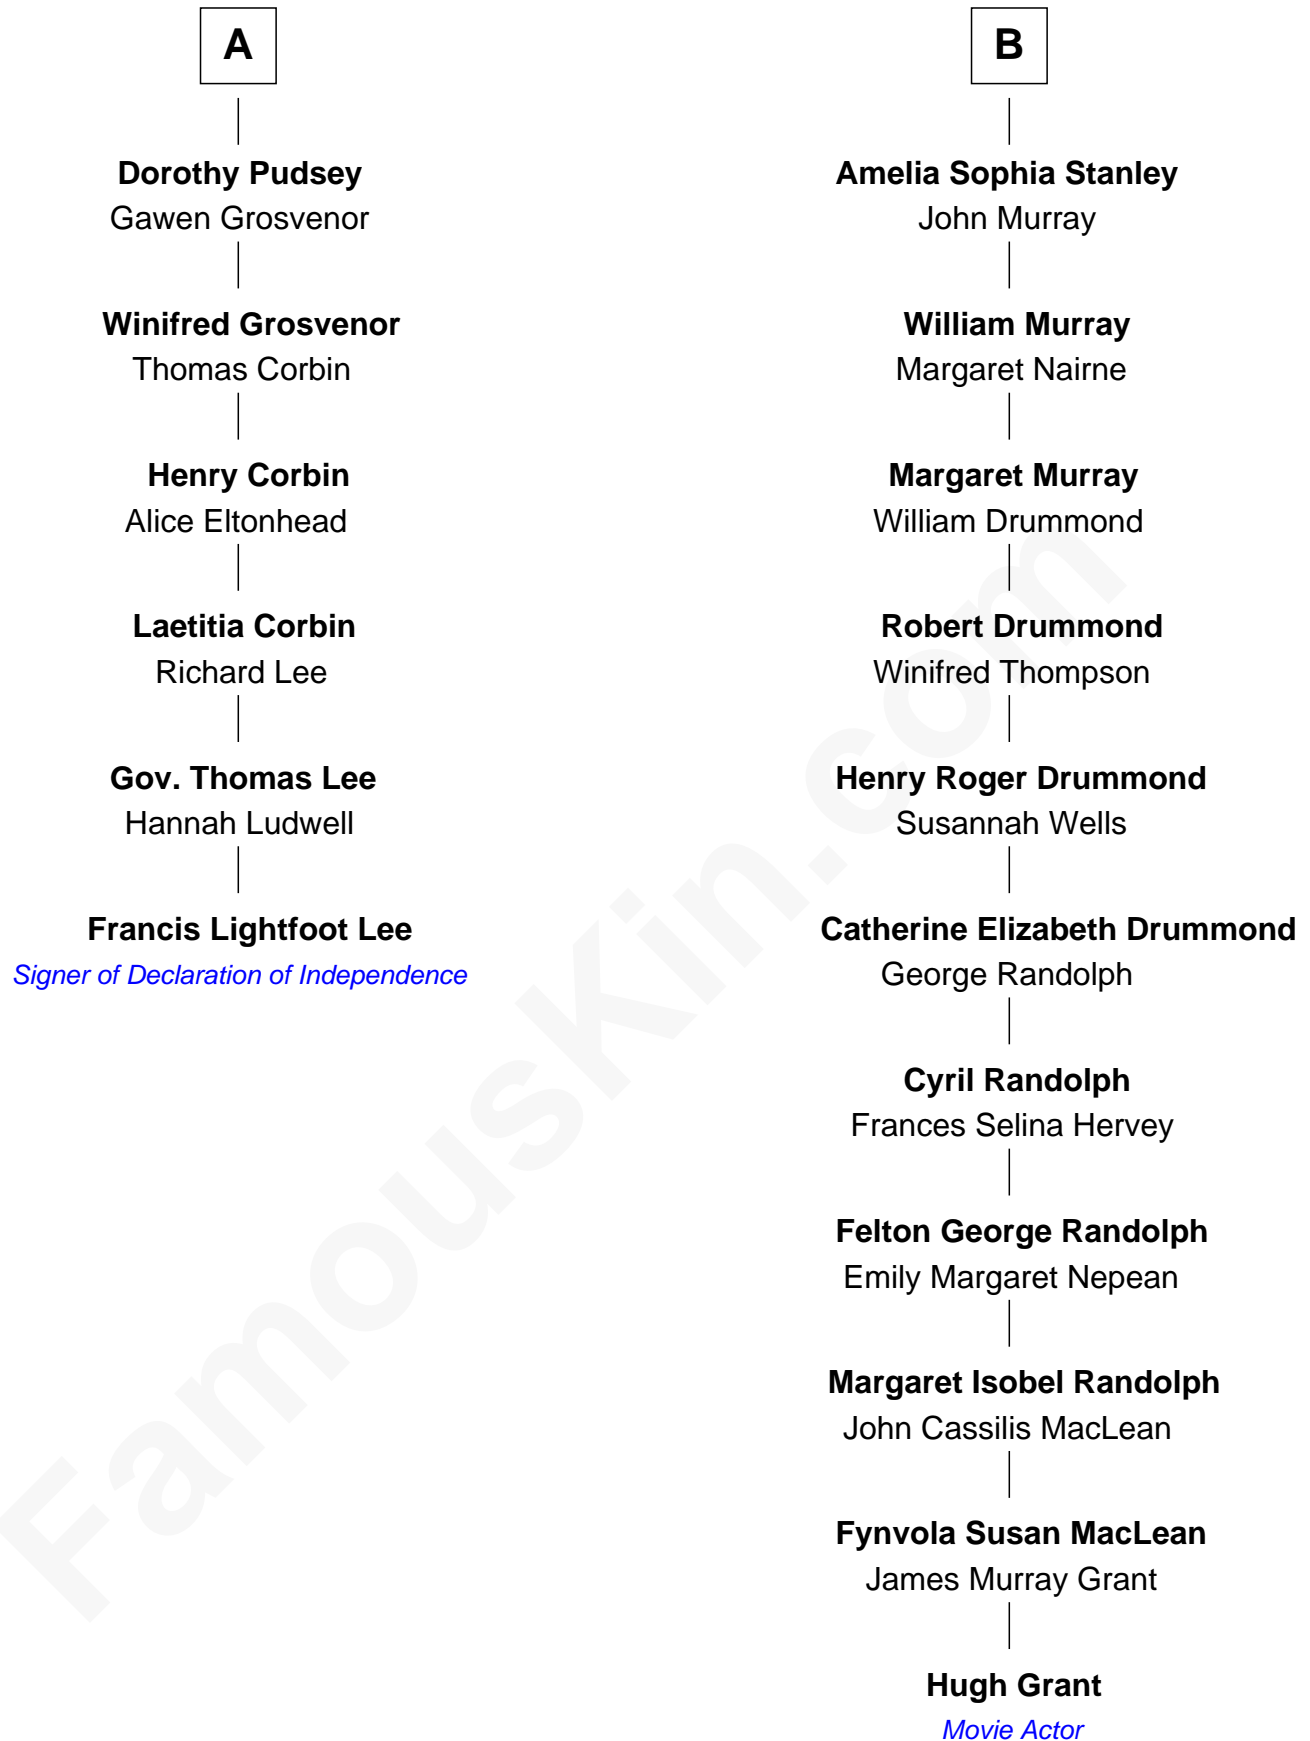 A
Dorothy Pudsey
Gawen Grosvenor
Winifred Grosvenor
Thomas Corbin
Henry Corbin
Alice Eltonhead
Laetitia Corbin
Richard Lee
Gov. Thomas Lee
Hannah Ludwell
Francis Lightfoot Lee
Signer of Declaration of Independence
B
Amelia Sophia Stanley
John Murray
William Murray
Margaret Nairne
Margaret Murray
William Drummond
Robert Drummond
Winifred Thompson
Henry Roger Drummond
Susannah Wells
Catherine Elizabeth Drummond
George Randolph
Cyril Randolph
Frances Selina Hervey
Felton George Randolph
Emily Margaret Nepean
Margaret Isobel Randolph
John Cassilis MacLean
Fynvola Susan MacLean
James Murray Grant
Hugh Grant
Movie Actor
FamousKin.com